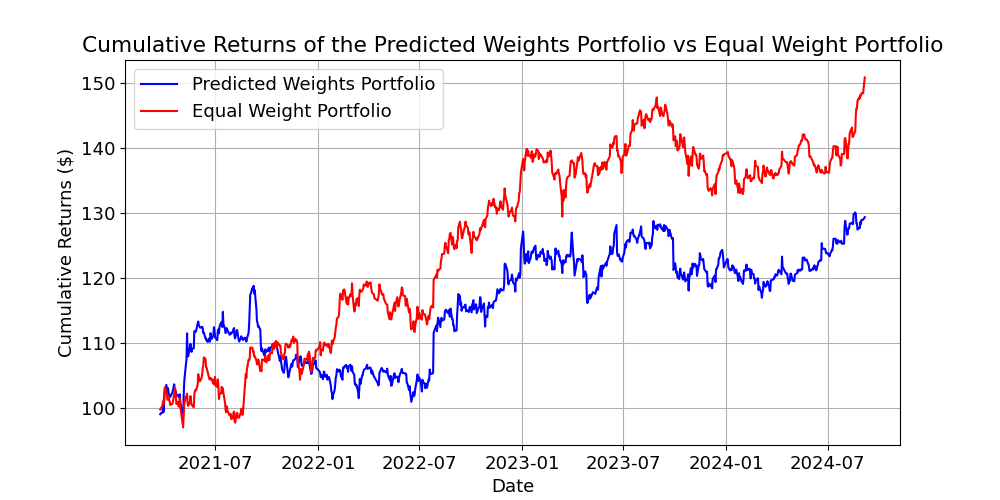 Cumulative Returns of the Predicted Weights Portfolio vs Equal Weight Portfolio
Predicted Weights Portfolio
Equal Weight Portfolio
Cumulative Returns ($)
150
140
130
120
110
100
2021-07 2022-01 2022-07 2023-01 2023-07 2024-01 2024-07
Date